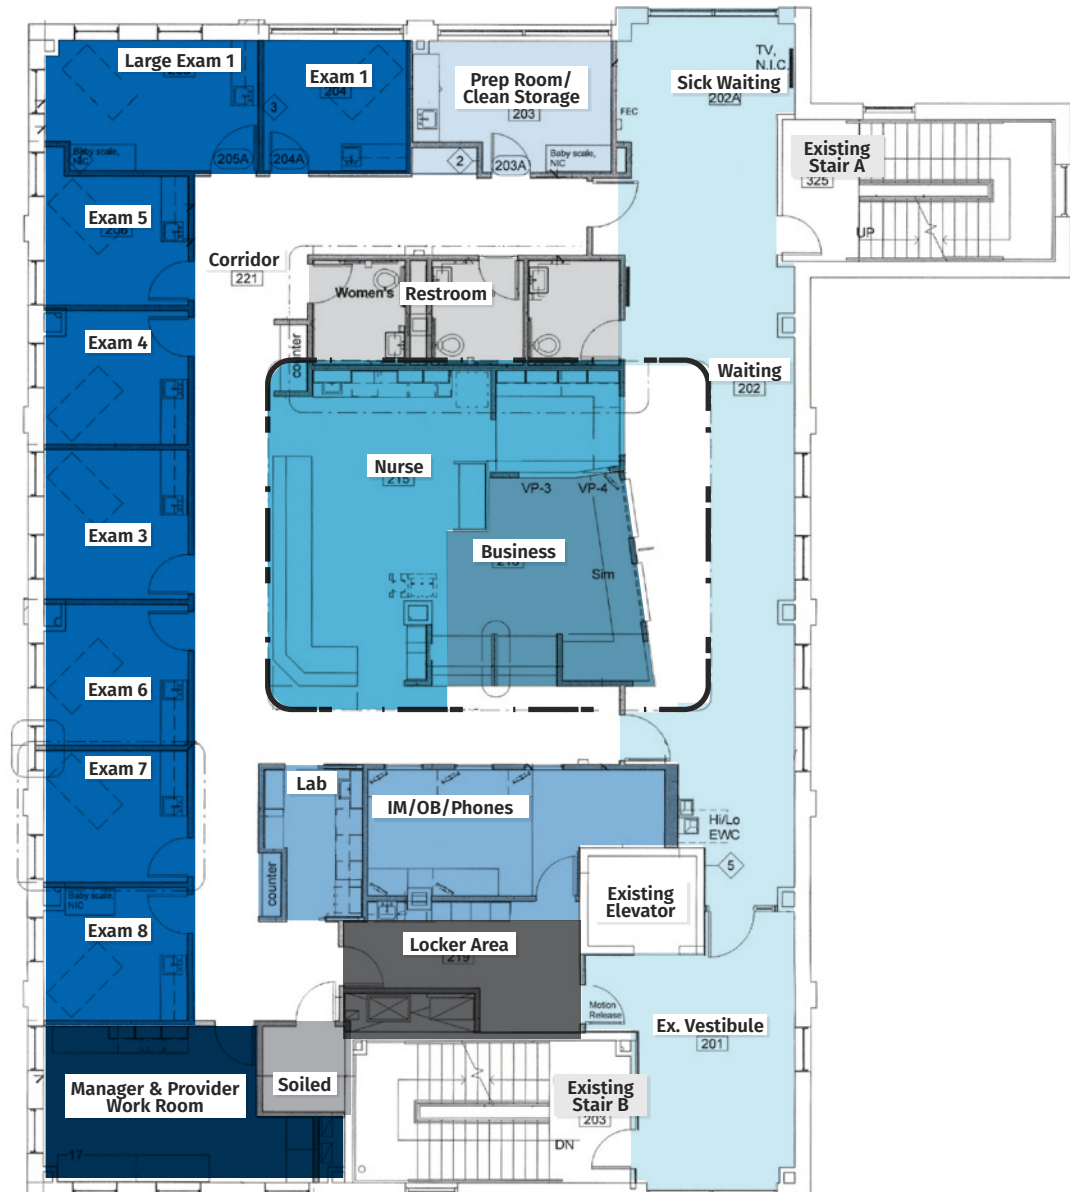 Large Exam 1
Exam 1
204
3
Prep Room/
Clean Storage
203
FEC
TV,
N.I.C.
Sick Waiting
202A
Baby scale,
NIC
205A
204A
2
203A
Baby scale,
NIC
Existing
Stair A
325
UP
Exam 5
206
Corridor
221
Women's
Restroom
Exam 4
counter
Waiting
202
Nurse
215
VP-3
VP-4
Exam 3
Business
Sim
Exam 6
Exam 7
Lab
IM/OB/Phones
Hi/Lo
EWC
5
counter
Baby scale,
NIC
Existing
Elevator
Exam 8
Locker Area
219
Motion
Release
Ex. Vestibule
201
Manager & Provider
Work Room
Soiled
Existing
Stair B
203
DN
17